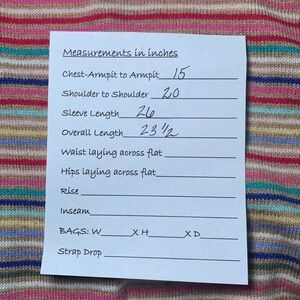 Measurements in inches
Chest-Armpit to Armpit 15
Shoulder to Shoulder 20
Sleeve Length 26
Overall Length 23 1/2
Waist laying across flat
Hips laying across flat
Rise
Inseam
BAGS: W X H X D
Strap Drop